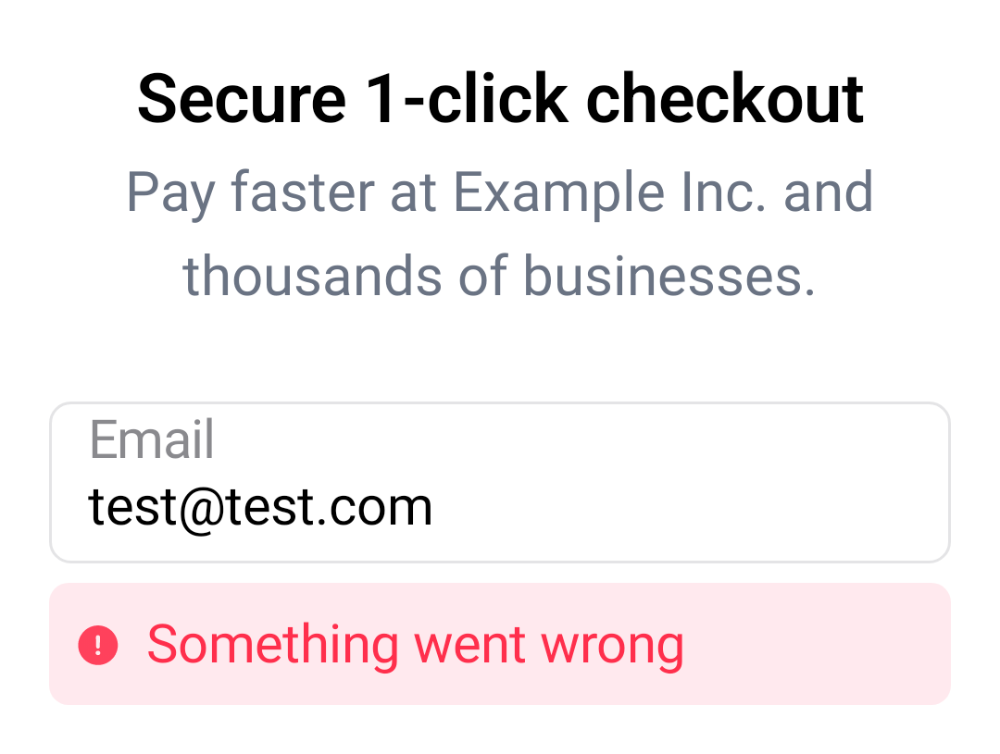 Secure 1-click checkout
Pay faster at Example Inc. and
thousands of businesses.
Email
test@test.com
Something went wrong